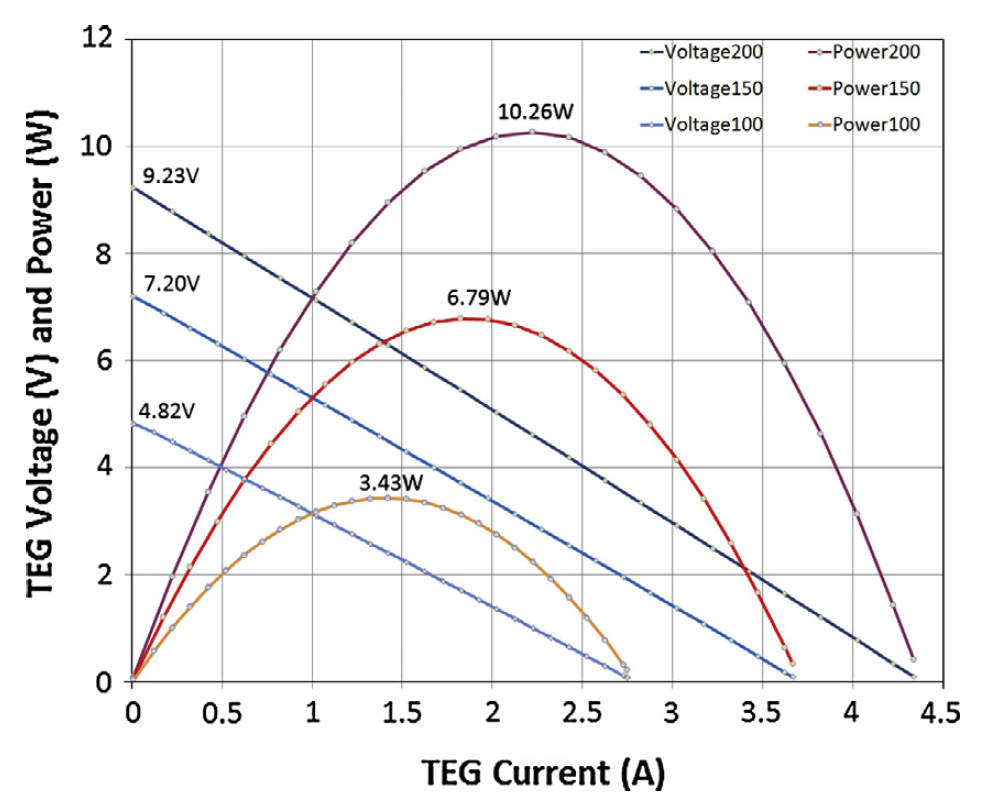 TEG Voltage (V) and Power (W)
12
10
8
6
4
2
0
Voltage200
Power200
Voltage150
Power150
Voltage100
Power100
10.26W
9.23V
7.20V
6.79W
4.82V
3.43W
0 0.5 1 1.5 2 2.5 3 3.5 4 4.5
TEG Current (A)